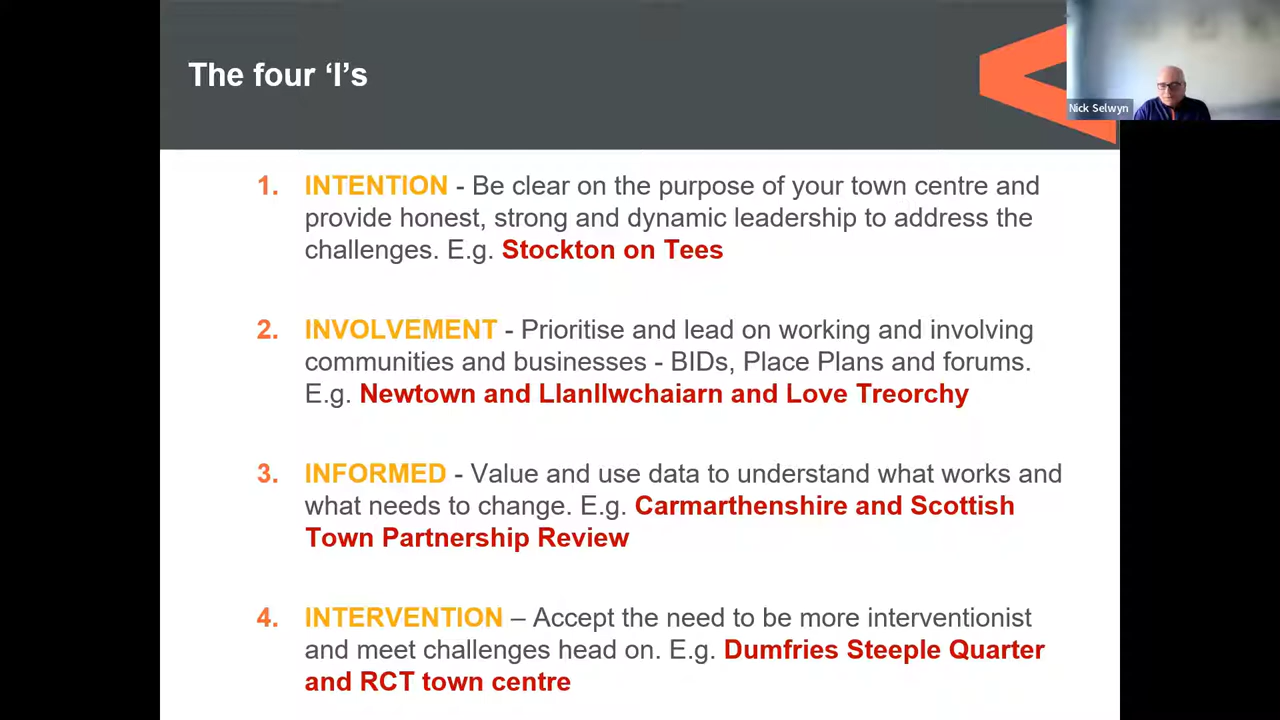 The four ‘I’s
Nick Selwyn
1. INTENTION - Be clear on the purpose of your town centre and
provide honest, strong and dynamic leadership to address the
challenges. E.g. Stockton on Tees
2. INVOLVEMENT - Prioritise and lead on working and involving
communities and businesses - BIDs, Place Plans and forums.
E.g. Newtown and Llanllwchaiarn and Love Treorchy
3. INFORMED - Value and use data to understand what works and
what needs to change. E.g. Carmarthenshire and Scottish
Town Partnership Review
4. INTERVENTION – Accept the need to be more interventionist
and meet challenges head on. E.g. Dumfries Steeple Quarter
and RCT town centre